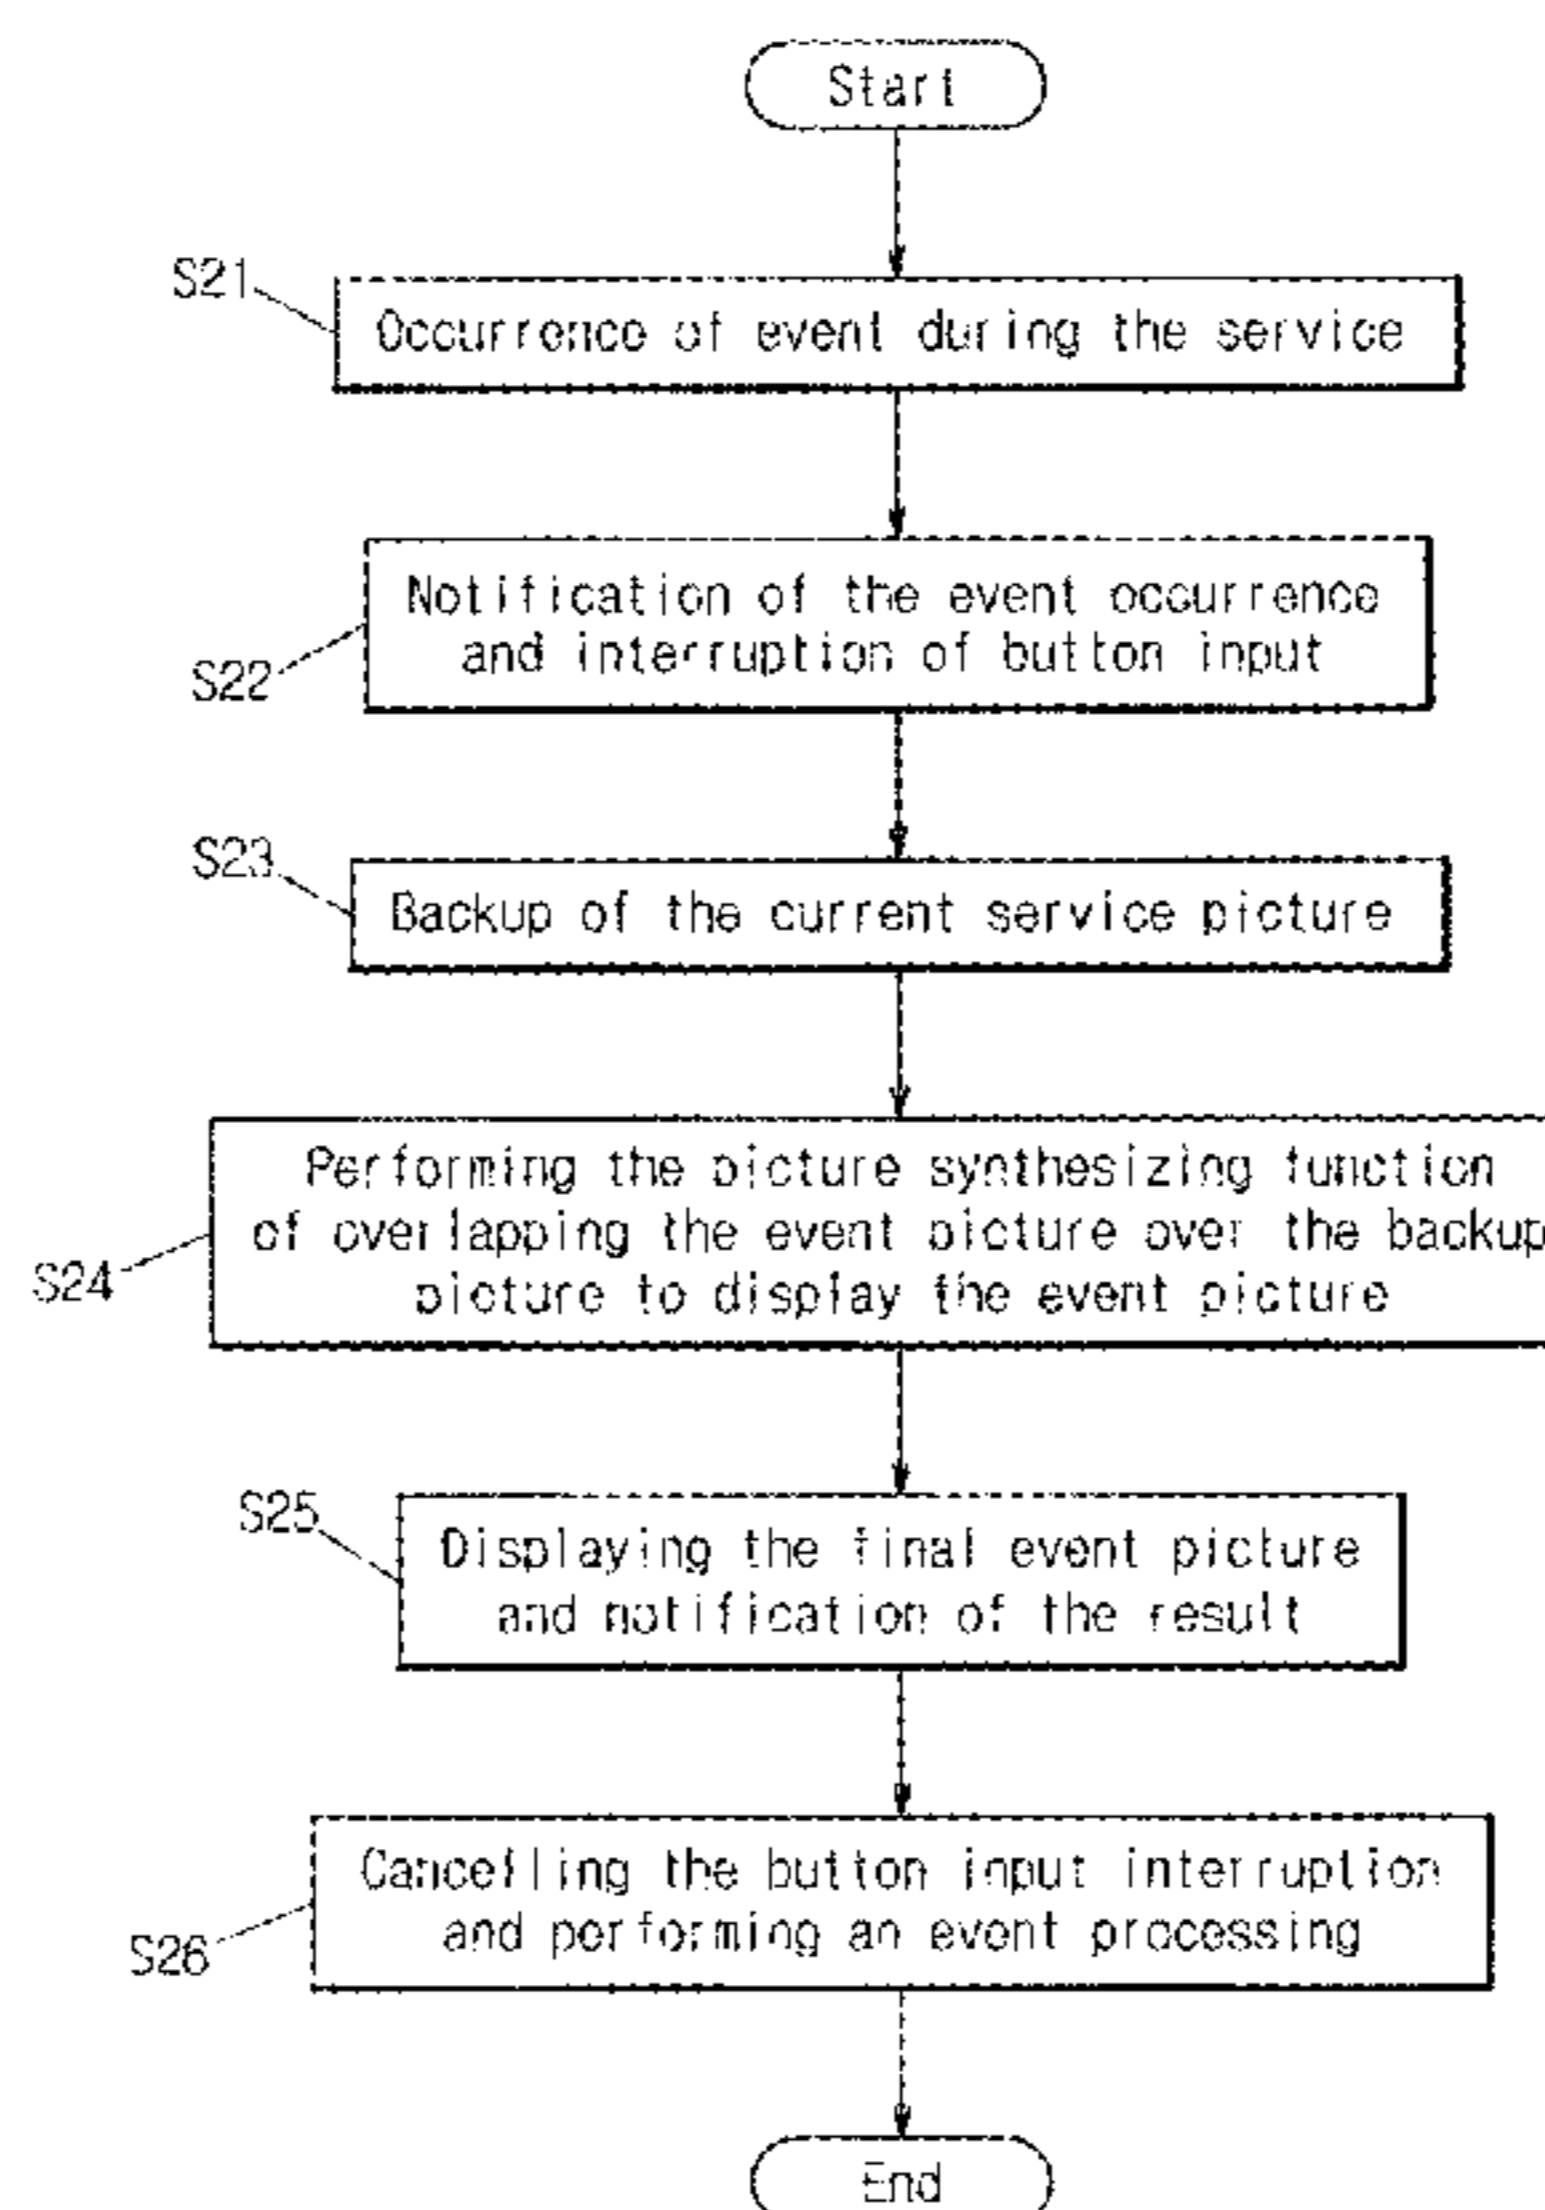 Start
S21
Occurrence of event during the service
Notification of the event occurrence
and interruption of button input
S22
S23
Backup of the current service picture
Performing the picture synthesizing function
of overlapping the event picture over the backup
picture to display the event picture
S24
S25
Displaying the final event picture
and notification of the result
Cancelling the button input interruption
and performing an event processing
S26
End